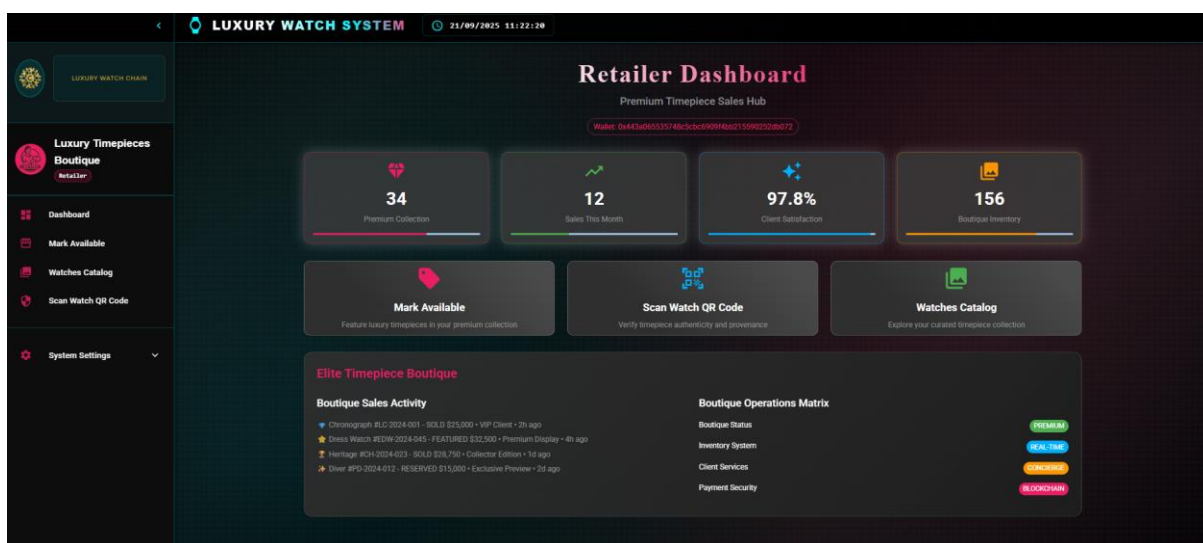 LUXURY WATCH SYSTEM
21/09/2025 11:22:20
LUXURY WATCH CHAIN
Luxury Timepieces
Boutique
Retailer
Dashboard
Mark Available
Watches Catalog
Scan Watch QR Code
System Settings
Retailer Dashboard
Premium Timepiece Sales Hub
Wallet:
34
Premium Collection
12
Sales This Month
97.8%
Client Satisfaction
156
Boutique Inventory
Mark Available
Feature luxury timepieces in your premium collection
Scan Watch QR Code
Verify timepiece authenticity and provenance
Watches Catalog
Explore your curated timepiece collection
Elite Timepiece Boutique
Boutique Sales Activity
Chronograph #LC-2024-001 - SOLD $25,000 • VIP Client • 2h ago
Dress Watch #EDW-2024-045 - FEATURED $32,500 • Premium Display • 4h ago
Heritage #CH-2024-023 - SOLD $28,750 • Collector Edition • 1d ago
Diver #PD-2024-012 - RESERVED $15,000 • Exclusive Preview • 2d ago
Boutique Operations Matrix
Boutique Status
PREMIUM
Inventory System
REAL-TIME
Client Services
CONCIERGE
Payment Security
BLOCKCHAIN